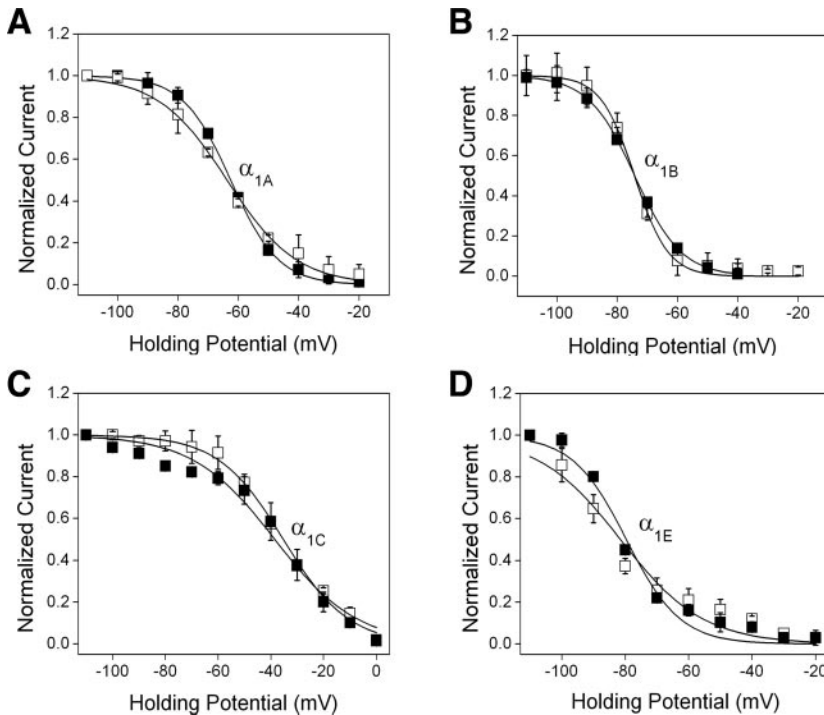 A
Normalized Current
1.2
1.0
0.8
0.6
0.4
0.2
0.0
α1A
-100 -80 -60 -40 -20
Holding Potential (mV)
B
Normalized Current
1.2
1.0
0.8
0.6
0.4
0.2
0.0
α1B
-100 -80 -60 -40 -20
Holding Potential (mV)
C
Normalized Current
1.2
1.0
0.8
0.6
0.4
0.2
0.0
α1C
-100 -80 -60 -40 -20 0
Holding Potential (mV)
D
Normalized Current
1.2
1.0
0.8
0.6
0.4
0.2
0.0
α1E
-100 -80 -60 -40 -20
Holding Potential (mV)